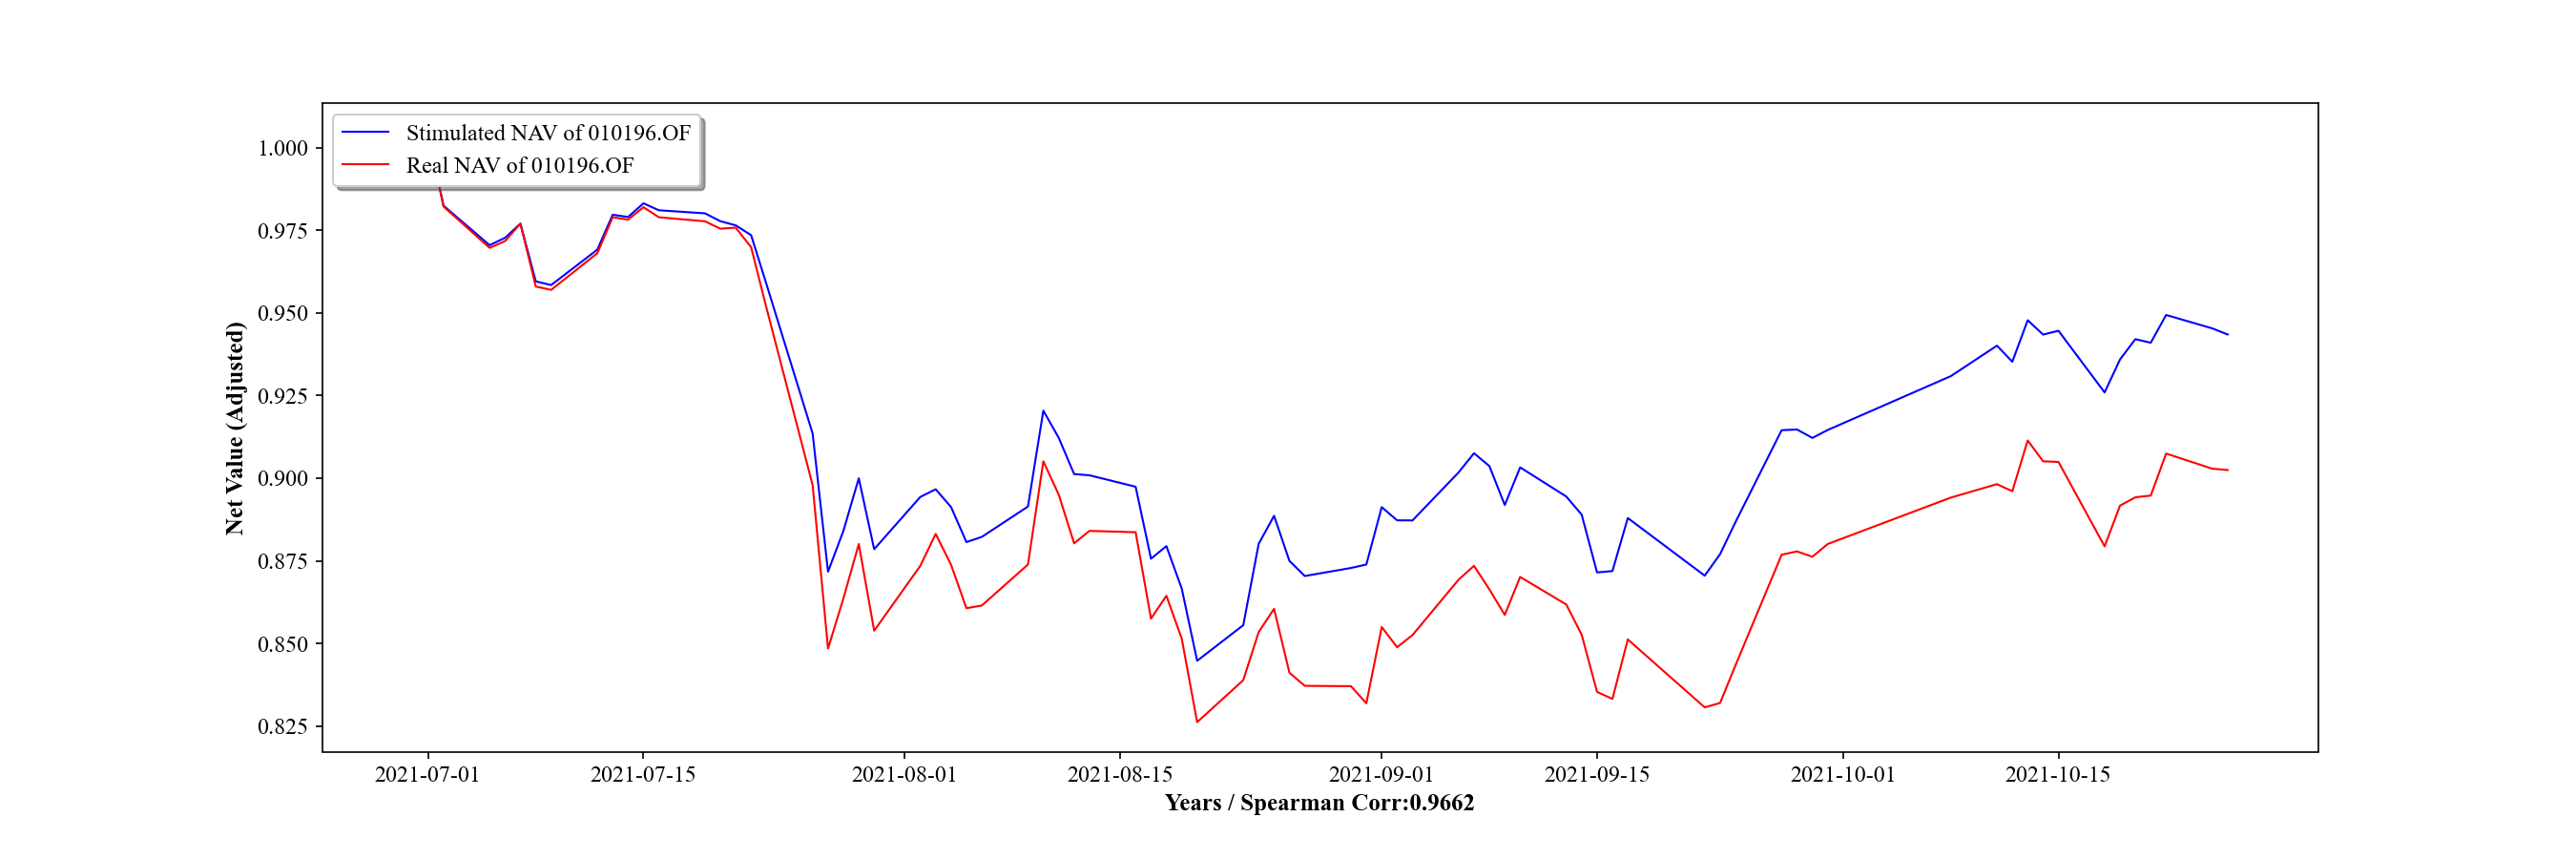 Stimulated NAV of 010196.OF
Real NAV of 010196.OF
Net Value (Adjusted)
1.000
0.975
0.950
0.925
0.900
0.875
0.850
0.825
2021-07-01 2021-07-15 2021-08-01 2021-08-15 2021-09-01 2021-09-15 2021-10-01 2021-10-15
Years / Spearman Corr:0.9662